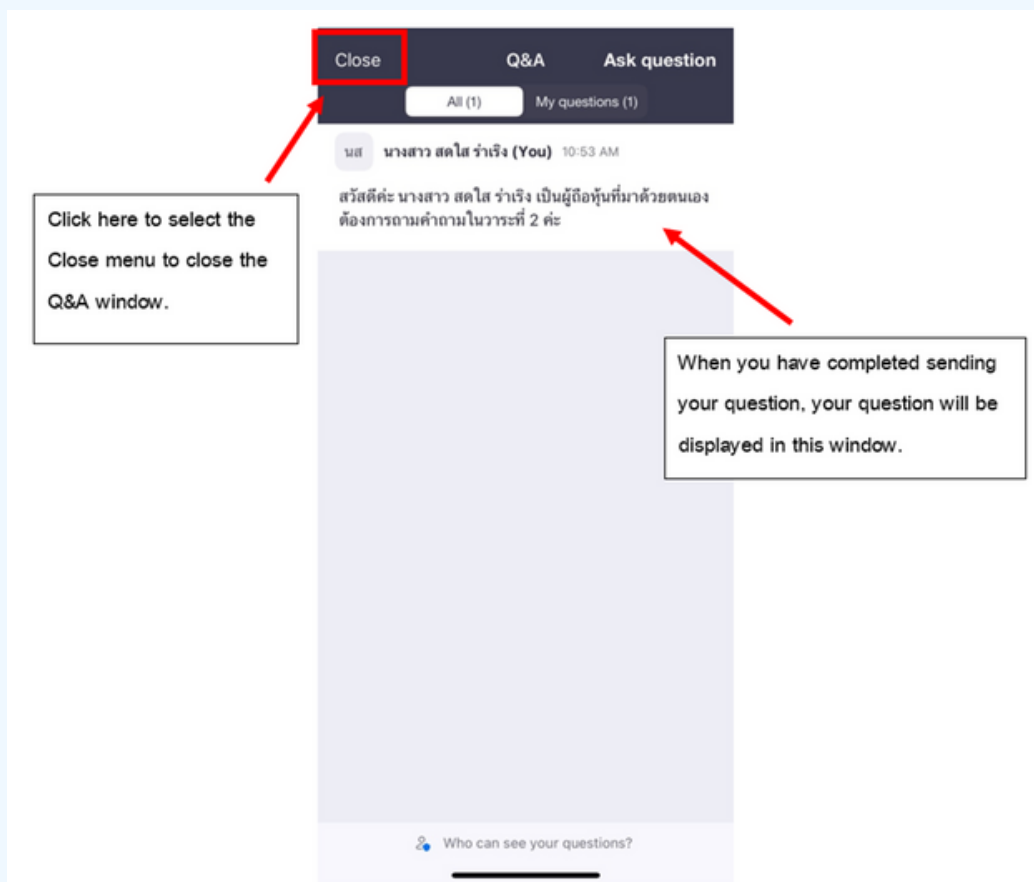 Close Q&A Ask question
All (1) My questions (1)
นส นางสาว สดใส ร่าเริง (You) 10:53 AM
สวัสดีค่ะ นางสาว สดใส ร่าเริง เป็นผู้ถือหุ้นที่มาด้วยตนเอง
ต้องการถามคำถามในวาระที่ 2 ค่ะ
Click here to select the
Close menu to close the
Q&A window.
When you have completed sending
your question, your question will be
displayed in this window.
Who can see your questions?